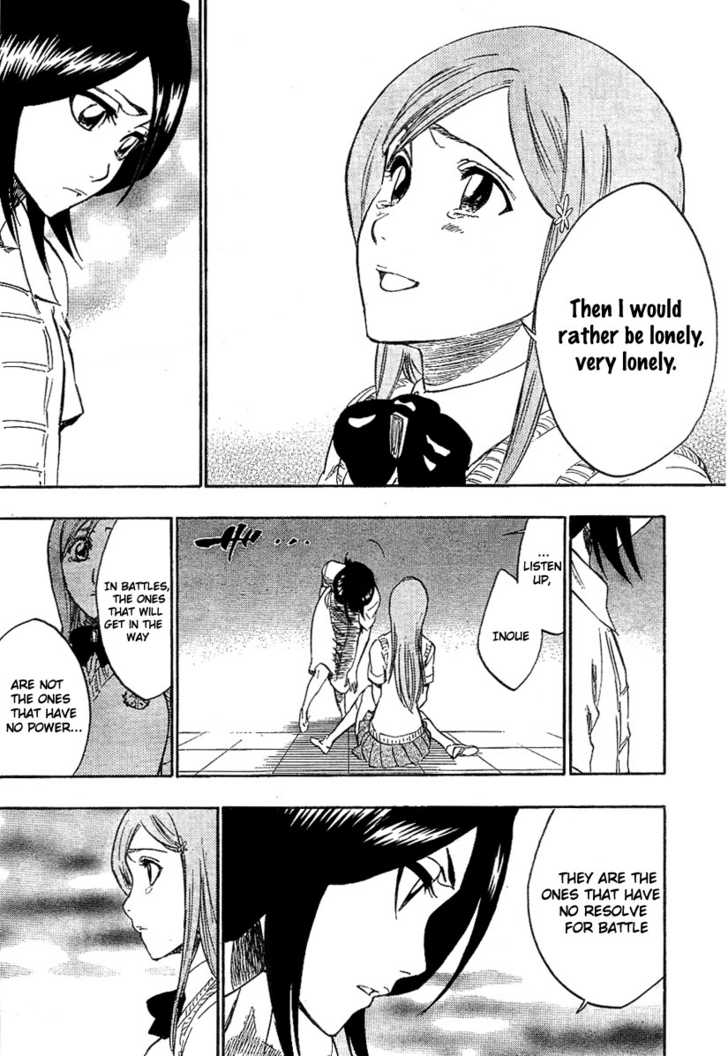 Then I would
rather be lonely,
very lonely.
...
LISTEN
UP,
INOUE
IN BATTLES,
THE ONES
THAT WILL
GET IN THE
WAY
ARE NOT
THE ONES
THAT HAVE
NO POWER...
THEY ARE THE
ONES THAT HAVE
NO RESOLVE
FOR BATTLE